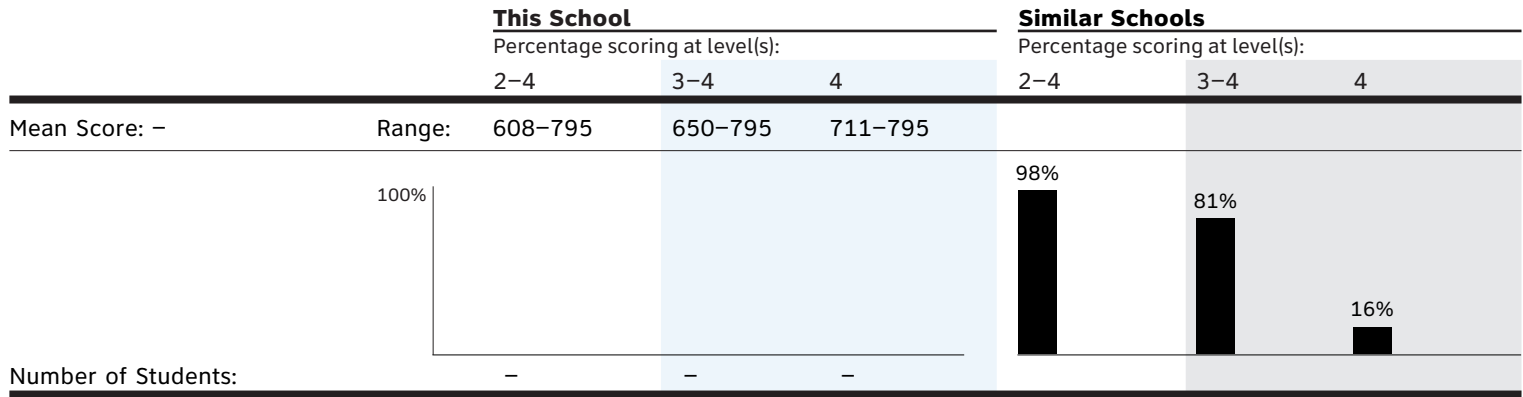 This School Similar Schools
Percentage scoring at level(s): Percentage scoring at level(s):
2–4 3–4 4 2–4 3–4 4
Mean Score: – Range: 608–795 650–795 711–795
98%
100% 81%
16%
Number of Students: – – –